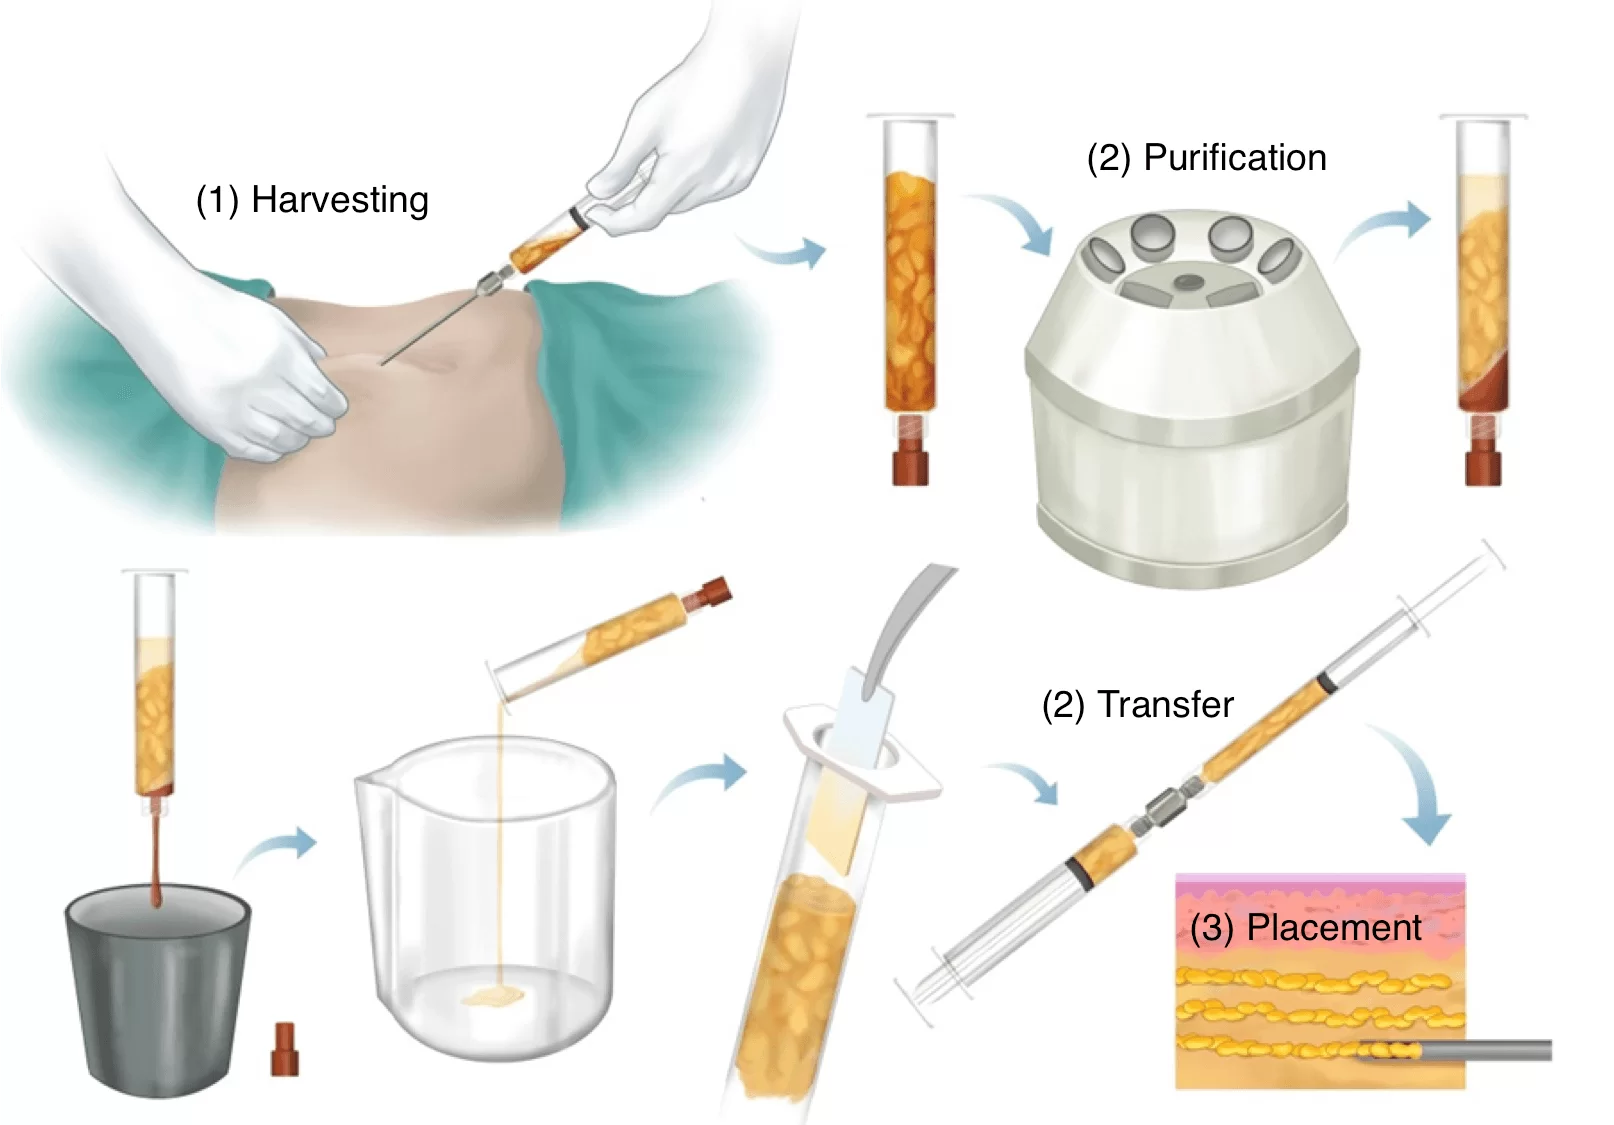 (1) Harvesting
(2) Purification
(2) Transfer
(3) Placement